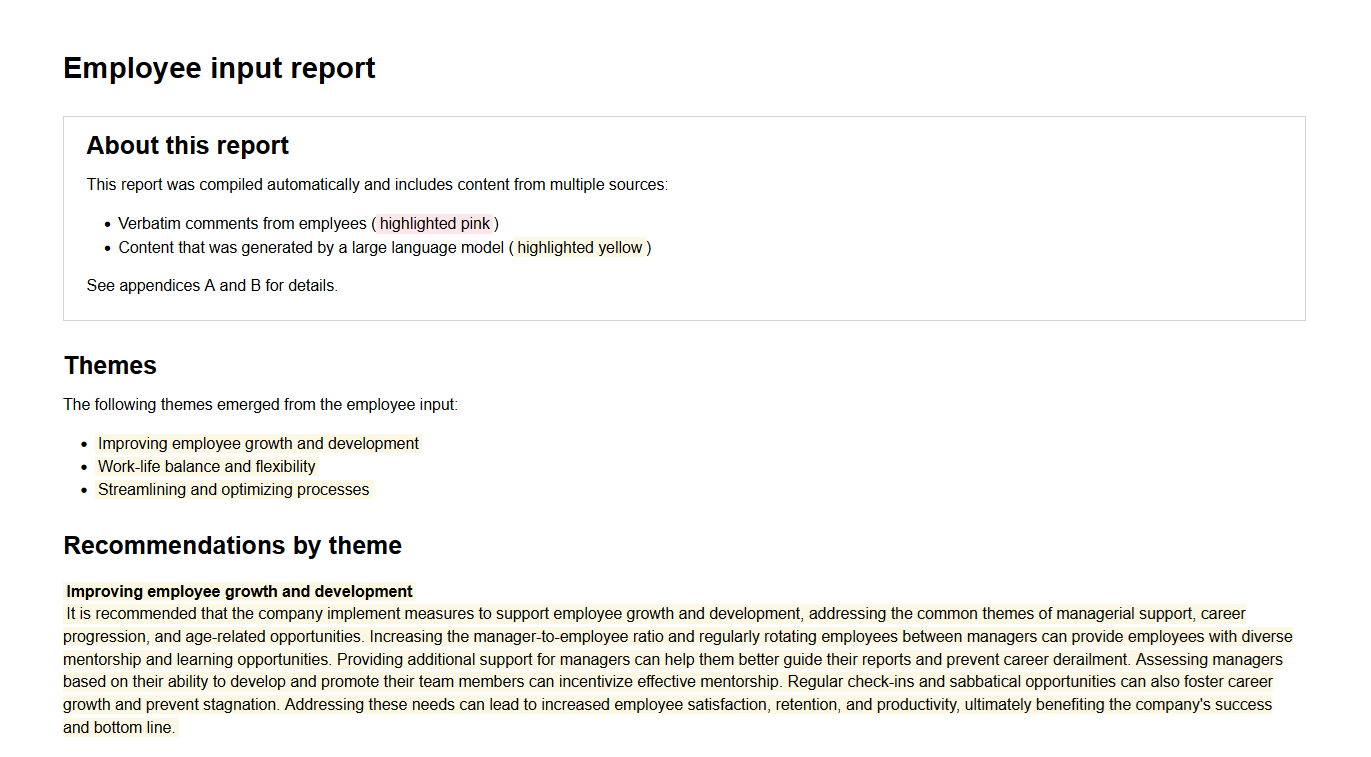 Employee input report
About this report
This report was compiled automatically and includes content from multiple sources:
• Verbatim comments from emplyees ( highlighted pink )
• Content that was generated by a large language model ( highlighted yellow )
See appendices A and B for details.
Themes
The following themes emerged from the employee input:
• Improving employee growth and development
• Work-life balance and flexibility
• Streamlining and optimizing processes
Recommendations by theme
Improving employee growth and development
It is recommended that the company implement measures to support employee growth and development, addressing the common themes of managerial support, career
progression, and age-related opportunities. Increasing the manager-to-employee ratio and regularly rotating employees between managers can provide employees with diverse
mentorship and learning opportunities. Providing additional support for managers can help them better guide their reports and prevent career derailment. Assessing managers
based on their ability to develop and promote their team members can incentivize effective mentorship. Regular check-ins and sabbatical opportunities can also foster career
growth and prevent stagnation. Addressing these needs can lead to increased employee satisfaction, retention, and productivity, ultimately benefiting the company's success
and bottom line.